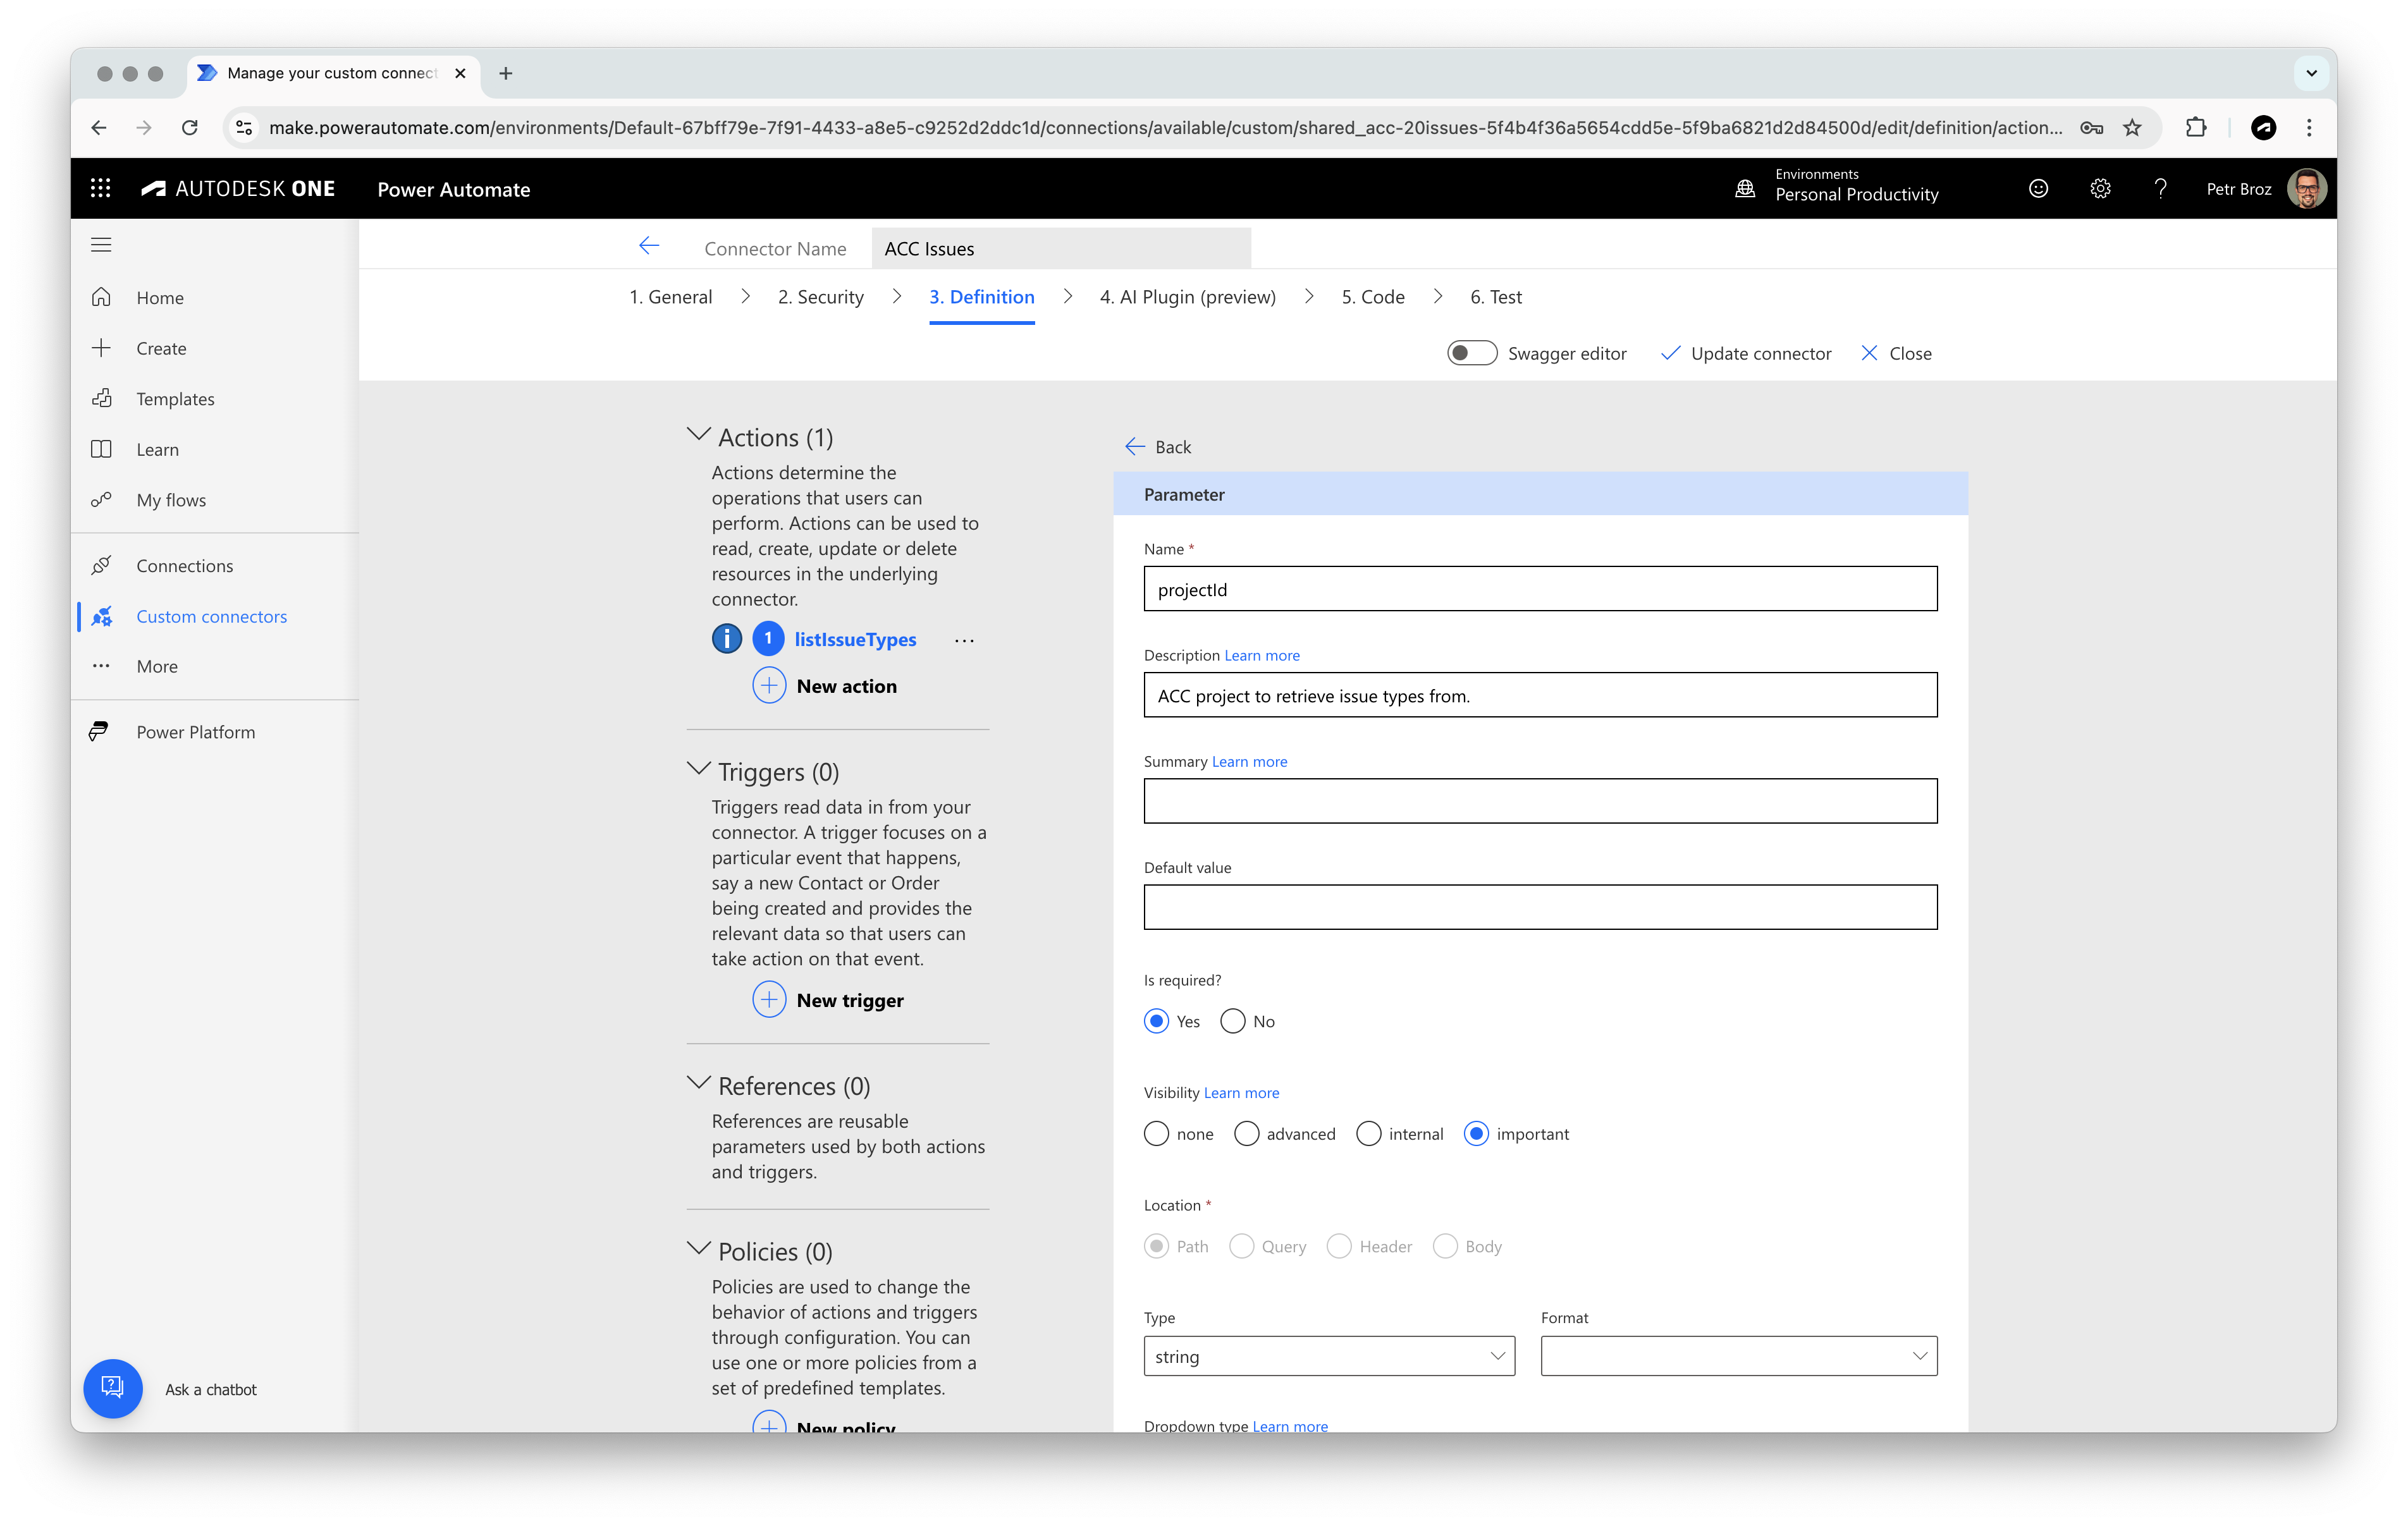 Manage your custom connect
make.powerautomate.com/environments/Default-67bff79e-7f91-4433-a8e5-c9252d2ddc1d/connections/available/custom/shared_acc-20issues-5f4b4f36a5654cdd5e-5f9ba6821d2d84500d/edit/definition/action...
AUTODESK ONE
Power Automate
Environments
Personal Productivity
Petr Broz
Home
Create
Templates
Learn
My flows
Connections
Custom connectors
More
Power Platform
Ask a chatbot
Connector Name
ACC Issues
1. General
2. Security
3. Definition
4. AI Plugin (preview)
5. Code
6. Test
Swagger editor
Update connector
Close
Actions (1)
Actions determine the
operations that users can
perform. Actions can be used to
read, create, update or delete
resources in the underlying
connector.
1 listIssueTypes
New action
Triggers (0)
Triggers read data in from your
connector. A trigger focuses on a
particular event that happens,
say a new Contact or Order
being created and provides the
relevant data so that users can
take action on that event.
New trigger
References (0)
References are reusable
parameters used by both actions
and triggers.
Policies (0)
Policies are used to change the
behavior of actions and triggers
through configuration. You can
use one or more policies from a
set of predefined templates.
New policy
Back
Parameter
Name *
projectId
Description Learn more
ACC project to retrieve issue types from.
Summary Learn more
Default value
Is required?
Yes No
Visibility Learn more
none advanced internal important
Location *
Path Query Header Body
Type
string
Format
Dropdown type Learn more